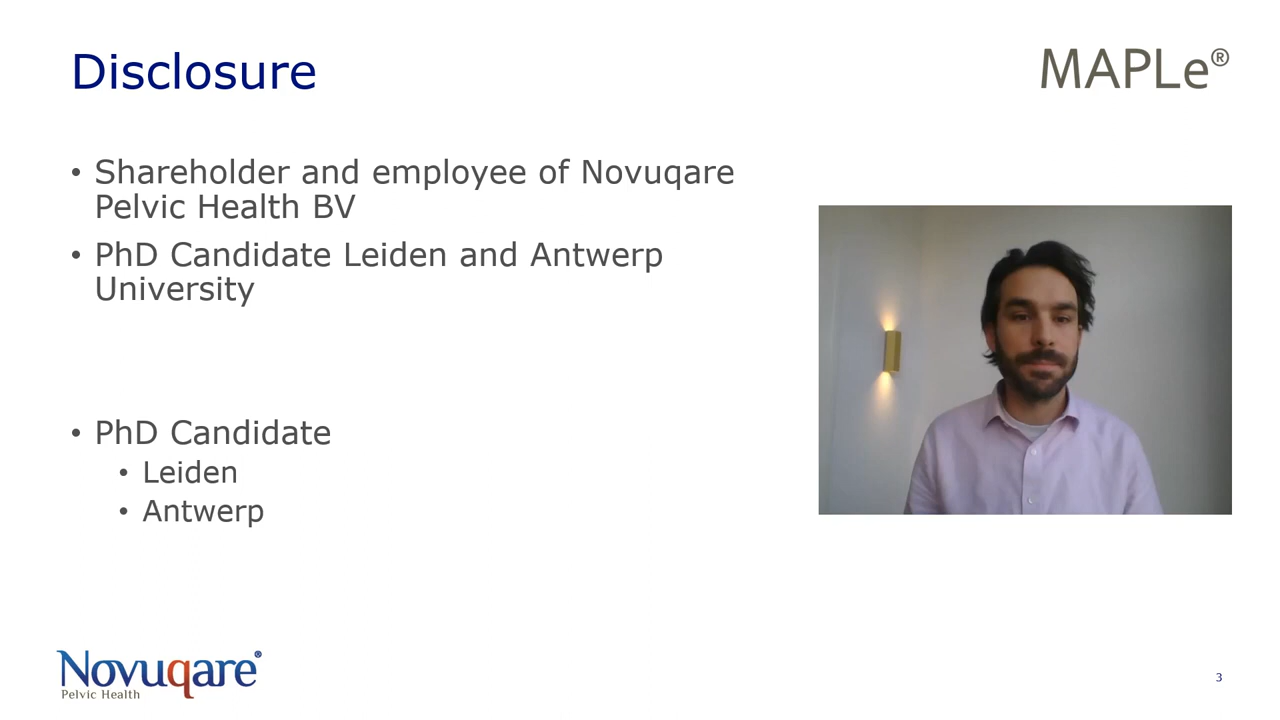 Disclosure
MAPLe®
• Shareholder and employee of Novuqare
Pelvic Health BV
• PhD Candidate Leiden and Antwerp
University
• PhD Candidate
• Leiden
• Antwerp
Novuqare®
Pelvic Health
3